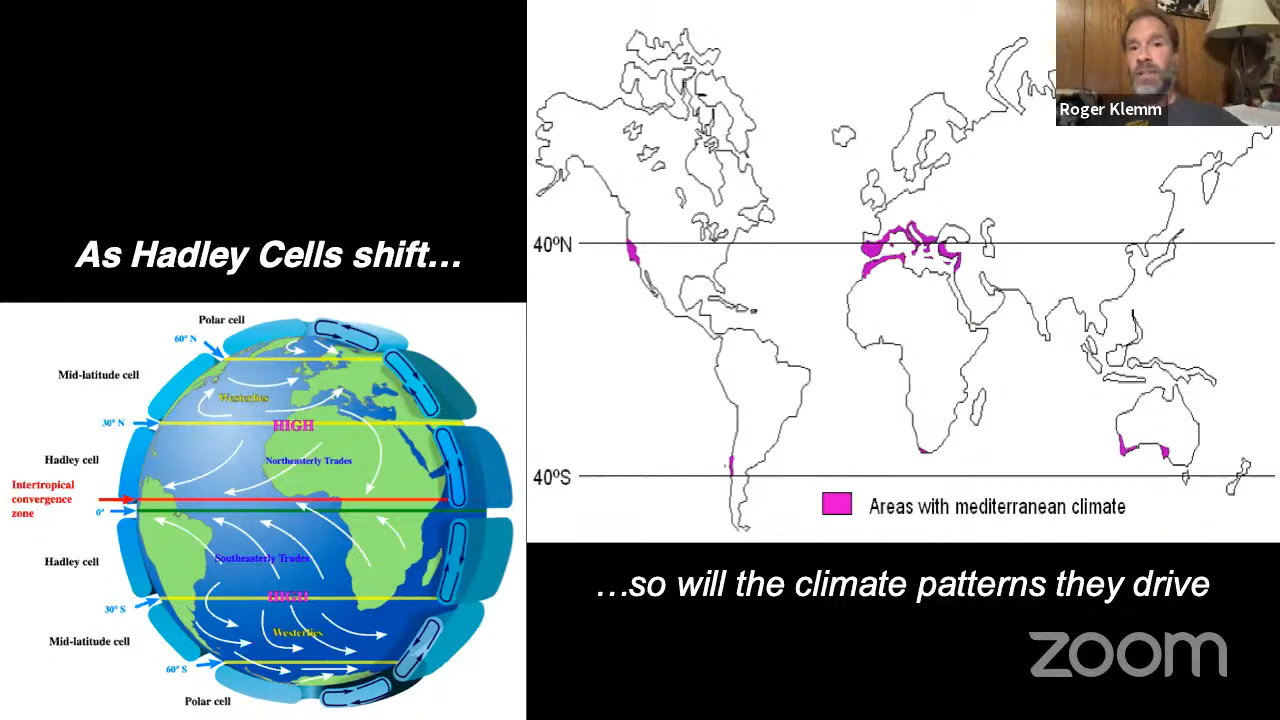 Roger Klemm
As Hadley Cells shift...
Polar cell
60° N
Mid-latitude cell
Westerlies
30° N
HIGH
Hadley cell
Northeasterly Trades
Intertropical
convergence
zone
0°
Hadley cell
Southeasterly Trades
HIGH
30° S
Westerlies
Mid-latitude cell
60° S
Polar cell
40°N
40°S
Areas with mediterranean climate
...so will the climate patterns they drive
zoom